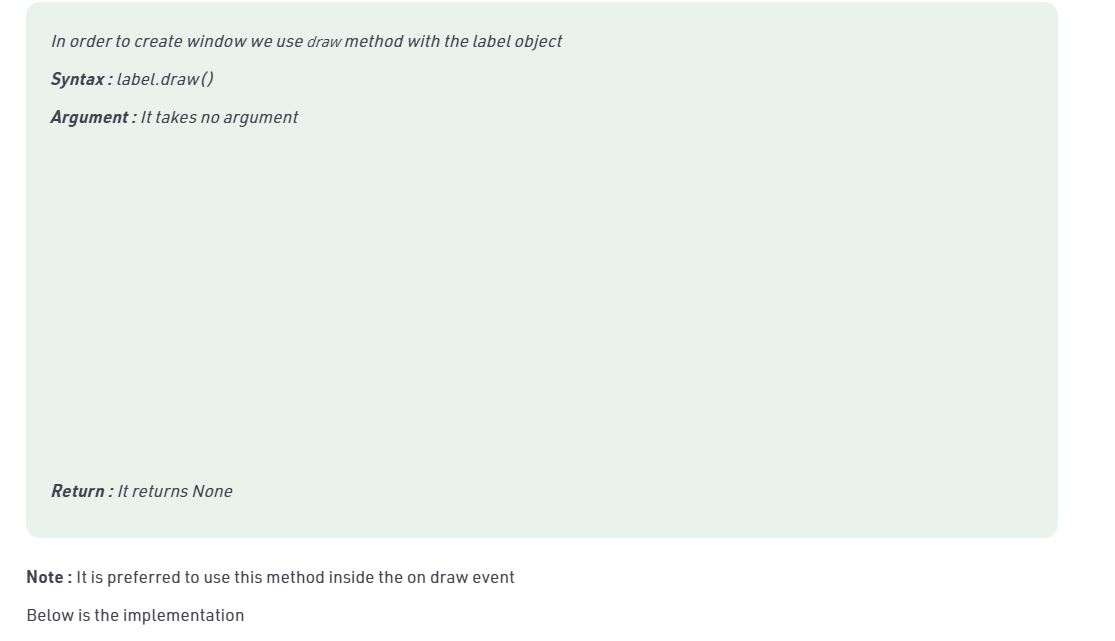 In order to create window we use draw method with the label object
Syntax : label.draw()
Argument : It takes no argument
Return : It returns None
Note : It is preferred to use this method inside the on draw event
Below is the implementation